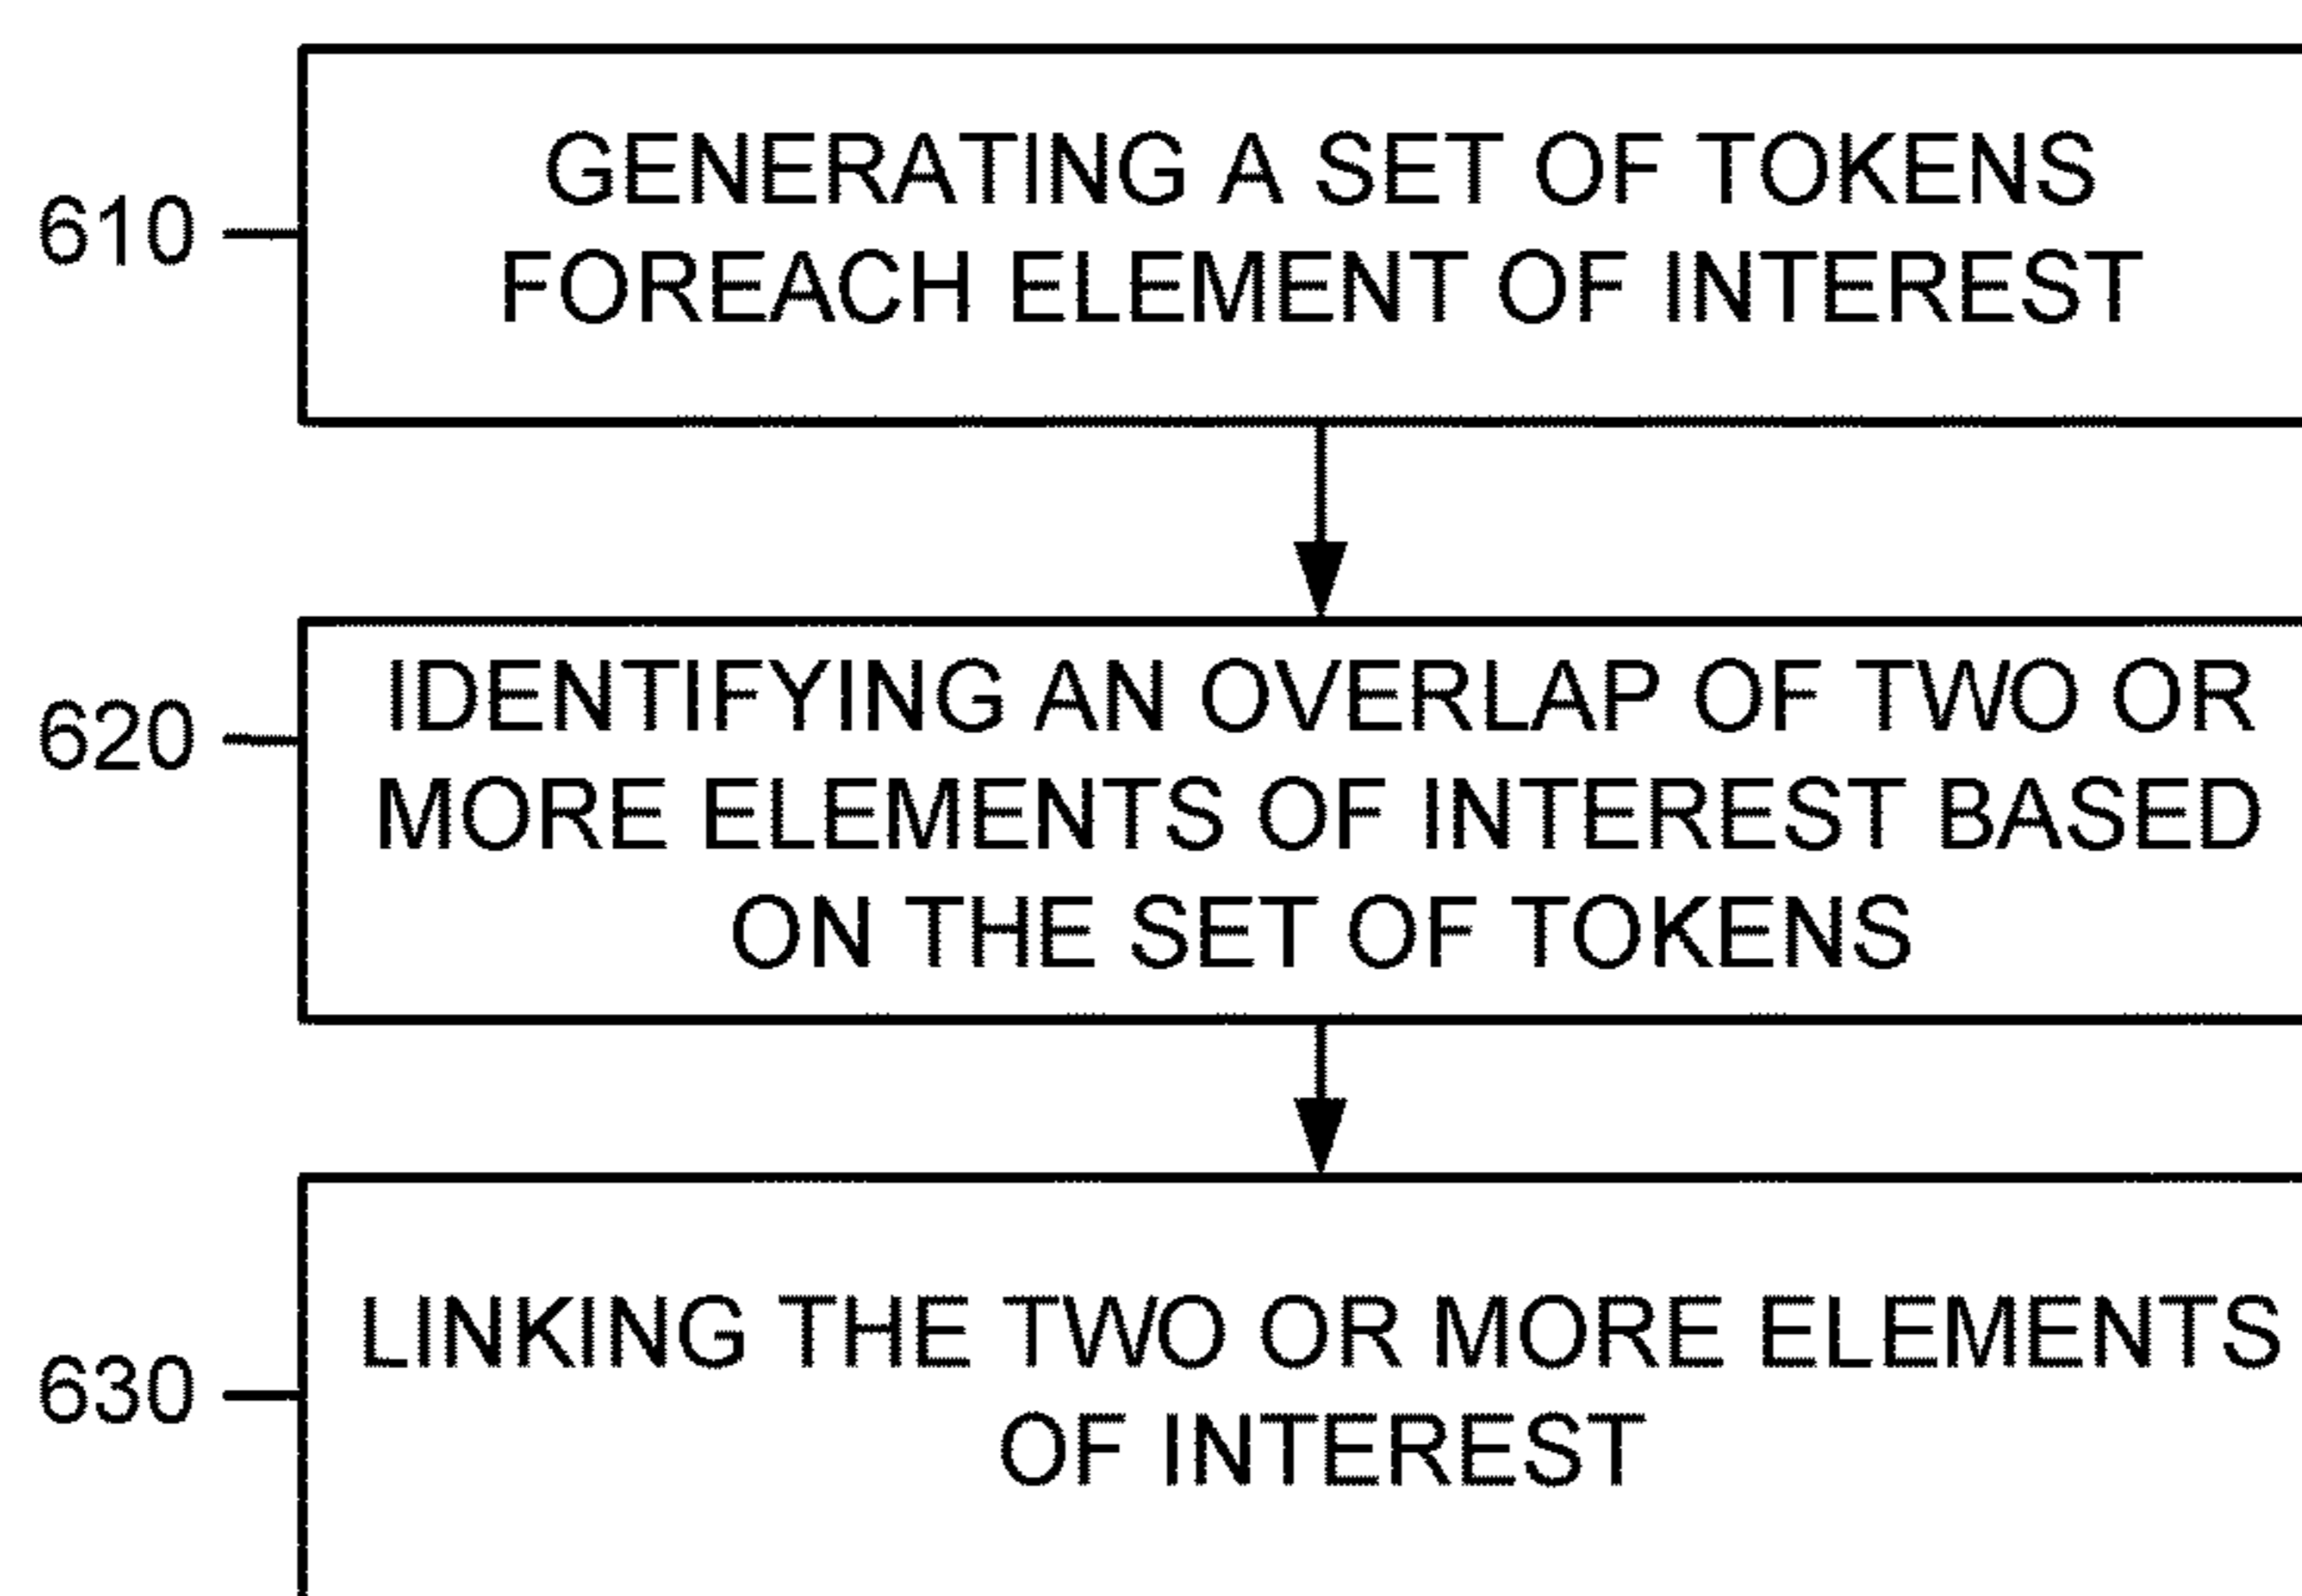 610
GENERATING A SET OF TOKENS
FOREACH ELEMENT OF INTEREST
620
IDENTIFYING AN OVERLAP OF TWO OR
MORE ELEMENTS OF INTEREST BASED
ON THE SET OF TOKENS
630
LINKING THE TWO OR MORE ELEMENTS
OF INTEREST